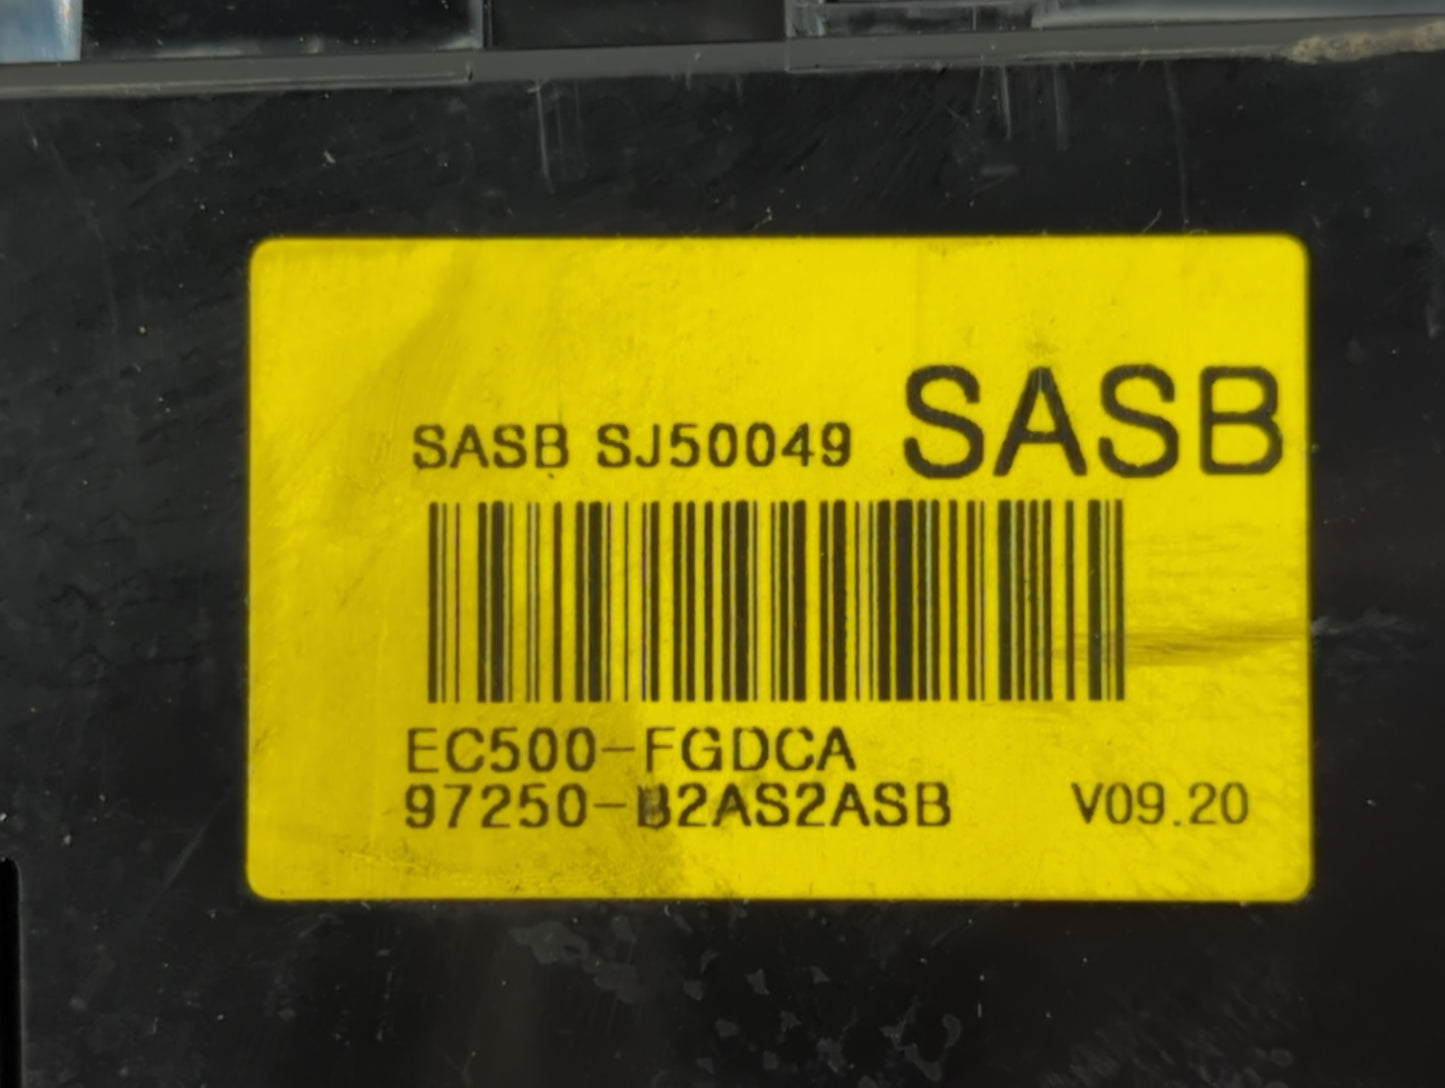 SASB SJ50049 SASB
EC500-FGDCA
97250-B2AS2ASB V09.20